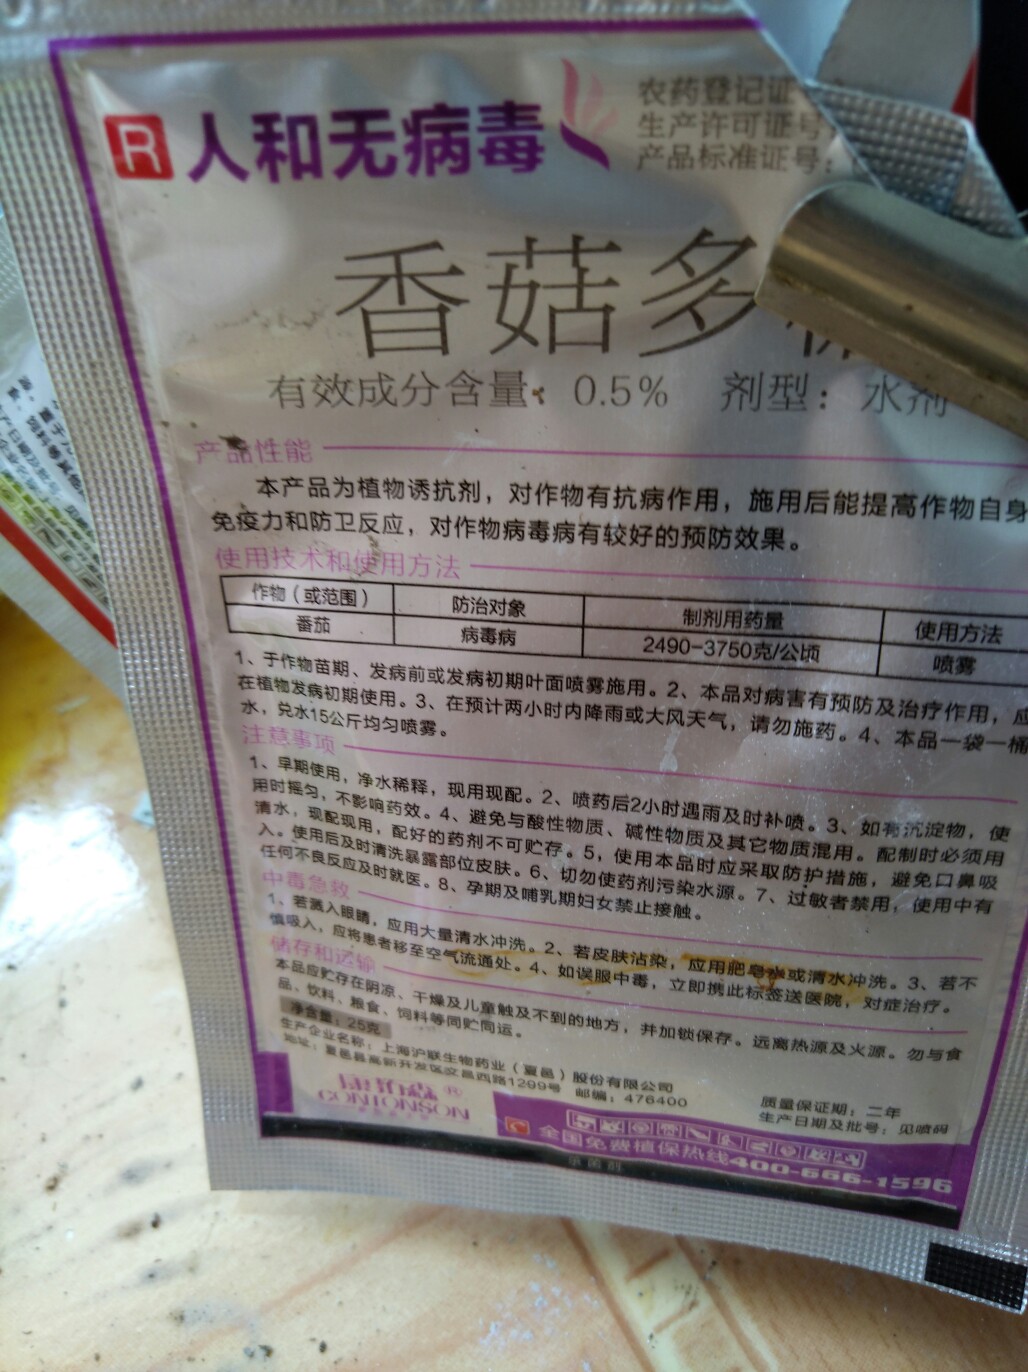 R 人和无病毒
农药登记证
生产许可证号:
产品标准证号:
香菇多
有效成分含量: 0.5% 剂型: 水剂
产品性能
本产品为植物诱抗剂，对作物有抗病作用，施用后能提高作物自身
免疫力和防卫反应，对作物病毒病有较好的预防效果。
使用技术和使用方法
作物（或范围） 防治对象 制剂用药量 使用方法
番茄 病毒病 2490-3750克/公顷 喷雾
1、于作物苗期、发病前或发病初期叶面喷雾施用。2、本品对病害有预防及治疗作用，应
在植物发病初期使用。3、在预计两小时内降雨或大风天气，请勿施药。4、本品一袋一桶
水，兑水15公斤均匀喷雾。
注意事项
1、早期使用，净水稀释，现用现配。2、喷药后2小时遇雨及时补喷。3、如有沉淀物，使
用时摇匀，不影响药效。4、避免与酸性物质、碱性物质及其它物质混用。配制时必须用
清水，现配现用，配好的药剂不可贮存。5，使用本品时应采取防护措施，避免口鼻吸
入。使用后及时清洗暴露部位皮肤。6、切勿使药剂污染水源。7、过敏者禁用，使用中有
任何不良反应及时就医。8、孕期及哺乳期妇女禁止接触。
中毒急救
1、若溅入眼睛，应用大量清水冲洗。2、若皮肤沾染，应用肥皂水或清水冲洗。3、若不
慎吸入，应将患者移至空气流通处。4、如误服中毒，立即携此标签送医院，对症治疗。
储存和运输
本品应贮存在阴凉、干燥及儿童触及不到的地方，并加锁保存。远离热源及火源。勿与食
品、饮料、粮食、饲料等同贮同运。
净含量：25克
生产企业名称：上海沪联生物药业（夏邑）股份有限公司
地址：夏邑县高新开发区文昌西路1299号 邮编：476400
质量保证期：二年
生产日期及批号：见喷码
CONTONSON ®
全国免费植保热线400-666-1596
杀菌剂